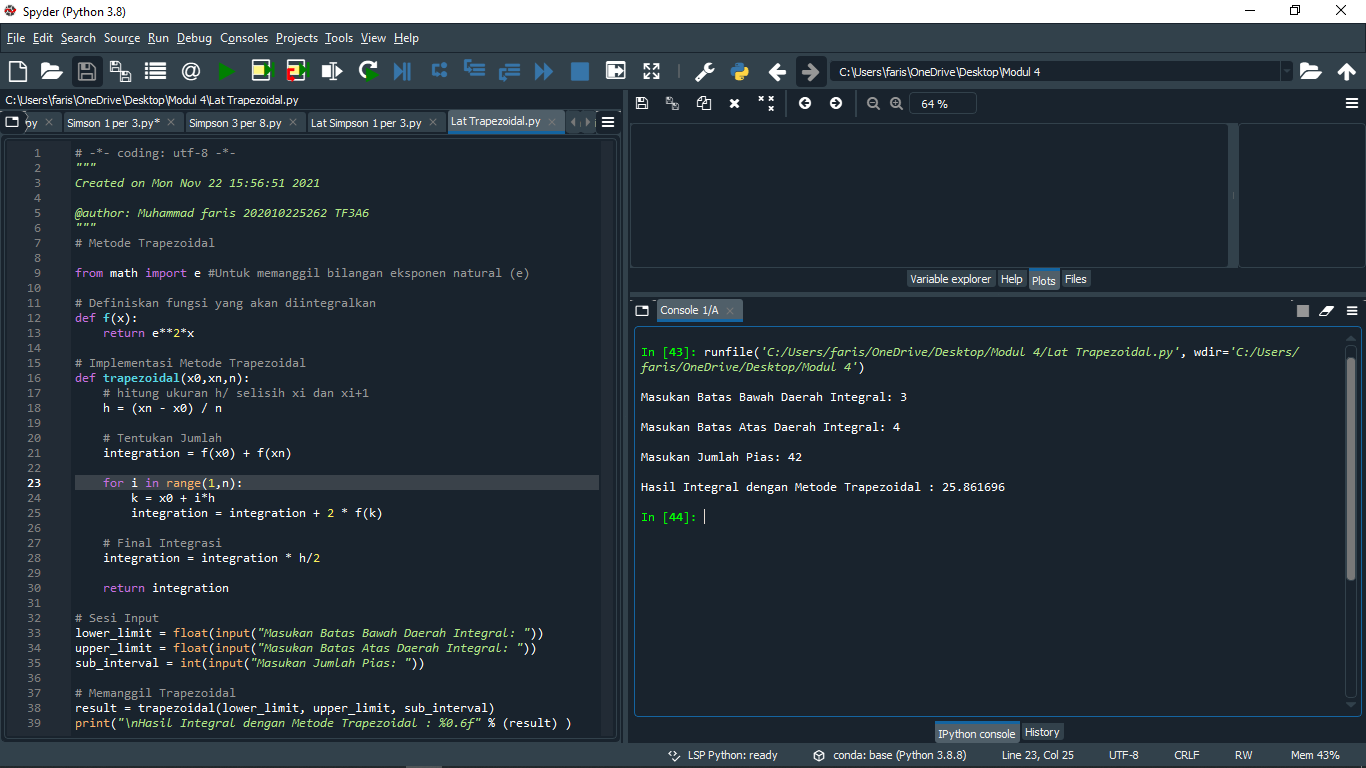 Spyder (Python 3.8)
File Edit Search Source Run Debug Consoles Projects Tools View Help
C:\Users\faris\OneDrive\Desktop\Modul 4
C:\Users\faris\OneDrive\Desktop\Modul 4\Lat Trapezoidal.py
py Simson 1 per 3.py* Simpson 3 per 8.py Lat Simpson 1 per 3.py Lat Trapezoidal.py
1 # -*- coding: utf-8 -*-
2 """
3 Created on Mon Nov 22 15:56:51 2021
4
5 @author: Muhammad faris 202010225262 TF3A6
6 """
7 # Metode Trapezoidal
8
9 from math import e #Untuk memanggil bilangan eksponen natural (e)
10
11 # Definiskan fungsi yang akan diintegralkan
12 def f(x):
13 return e**2*x
14
15 # Implementasi Metode Trapezoidal
16 def trapezoidal(x0,xn,n):
17 # hitung ukuran h/ selisih xi dan xi+1
18 h = (xn - x0) / n
19
20 # Tentukan Jumlah
21 integration = f(x0) + f(xn)
22
23 for i in range(1,n):
24 k = x0 + i*h
25 integration = integration + 2 * f(k)
26
27 # Final Integrasi
28 integration = integration * h/2
29
30 return integration
31
32 # Sesi Input
33 lower_limit = float(input("Masukan Batas Bawah Daerah Integral: "))
34 upper_limit = float(input("Masukan Batas Atas Daerah Integral: "))
35 sub_interval = int(input("Masukan Jumlah Pias: "))
36
37 # Memanggil Trapezoidal
38 result = trapezoidal(lower_limit, upper_limit, sub_interval)
39 print("\nHasil Integral dengan Metode Trapezoidal : %0.6f" % (result) )
64 %
Variable explorer Help Plots Files
Console 1/A
In [43]: runfile('C:/Users/faris/OneDrive/Desktop/Modul 4/Lat Trapezoidal.py', wdir='C:/Users/
faris/OneDrive/Desktop/Modul 4')
Masukan Batas Bawah Daerah Integral: 3
Masukan Batas Atas Daerah Integral: 4
Masukan Jumlah Pias: 42
Hasil Integral dengan Metode Trapezoidal : 25.861696
In [44]:
IPython console History
LSP Python: ready conda: base (Python 3.8.8) Line 23, Col 25 UTF-8 CRLF RW Mem 43%